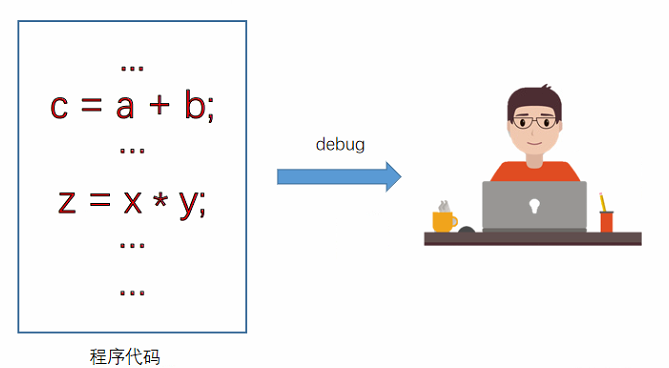 ...
c = a + b;
...
z = x * y;
...
...
debug
程序代码